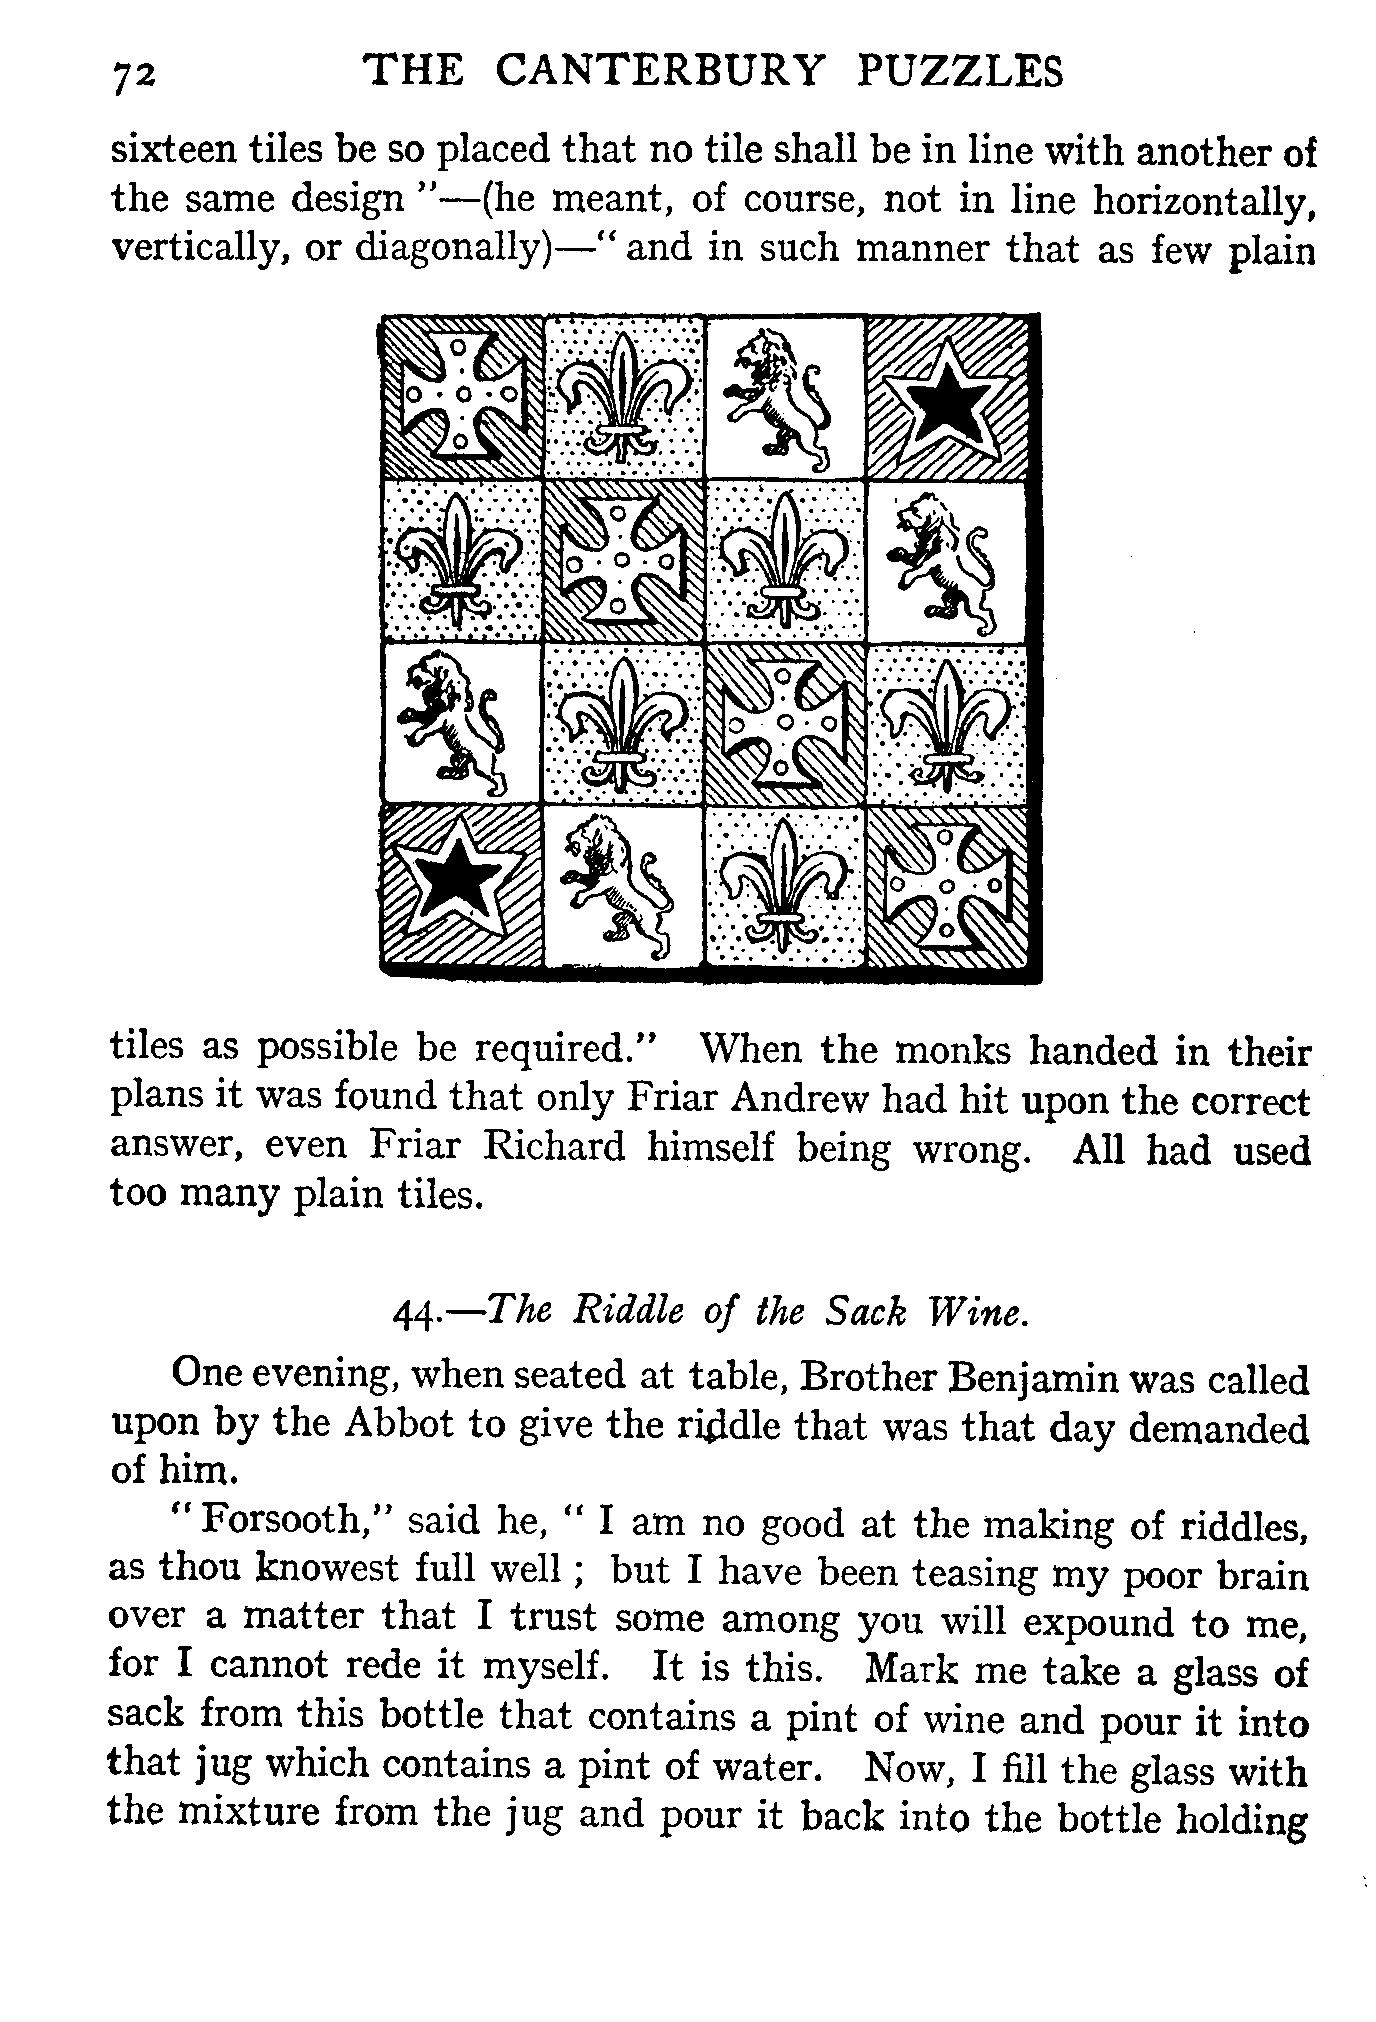 72 THE CANTERBURY PUZZLES
sixteen tiles be so placed that no tile shall be in line with another of
the same design "—(he meant, of course, not in line horizontally,
vertically, or diagonally)—" and in such manner that as few plain
tiles as possible be required." When the monks handed in their
plans it was found that only Friar Andrew had hit upon the correct
answer, even Friar Richard himself being wrong. All had used
too many plain tiles.
44.—The Riddle of the Sack Wine.
One evening, when seated at table, Brother Benjamin was called
upon by the Abbot to give the riddle that was that day demanded
of him.
" Forsooth," said he, " I am no good at the making of riddles,
as thou knowest full well ; but I have been teasing my poor brain
over a matter that I trust some among you will expound to me,
for I cannot rede it myself. It is this. Mark me take a glass of
sack from this bottle that contains a pint of wine and pour it into
that jug which contains a pint of water. Now, I fill the glass with
the mixture from the jug and pour it back into the bottle holding